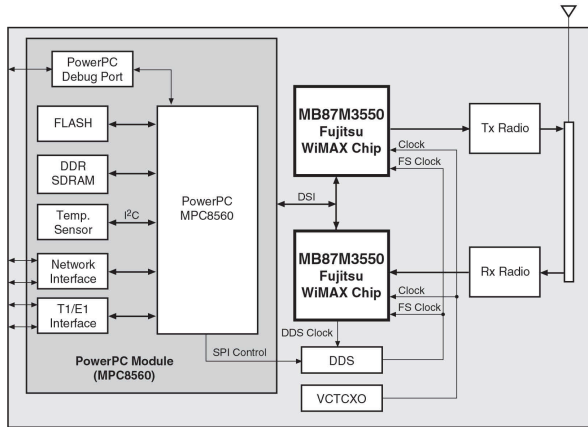 PowerPC
Debug Port
FLASH
DDR
SDRAM
Temp.
Sensor
I²C
Network
Interface
T1/E1
Interface
PowerPC
MPC8560
PowerPC Module
(MPC8560)
SPI Control
DSI
MB87M3550
Fujitsu
WiMAX Chip
Clock
FS Clock
MB87M3550
Fujitsu
WiMAX Chip
Clock
FS Clock
DDS Clock
DDS
VCTCXO
Tx Radio
Rx Radio